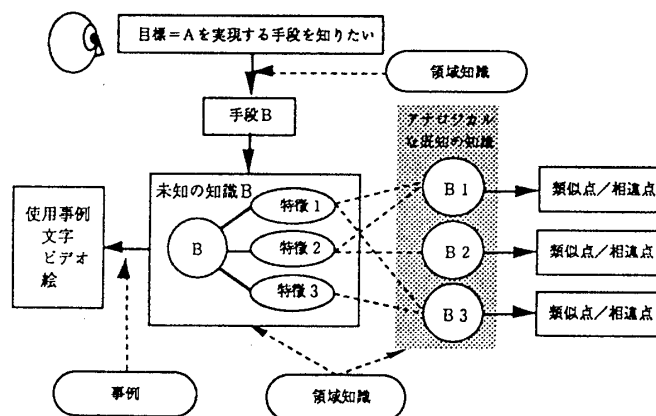 目標=Aを実現する手段を知りたい
領域知識
手段B
アナロジカル
な既知の知識
未知の知識B
特徴1
特徴2
特徴3
B
B1
B2
B3
類似点/相違点
類似点/相違点
類似点/相違点
使用事例
文字
ビデオ
絵
事例
領域知識